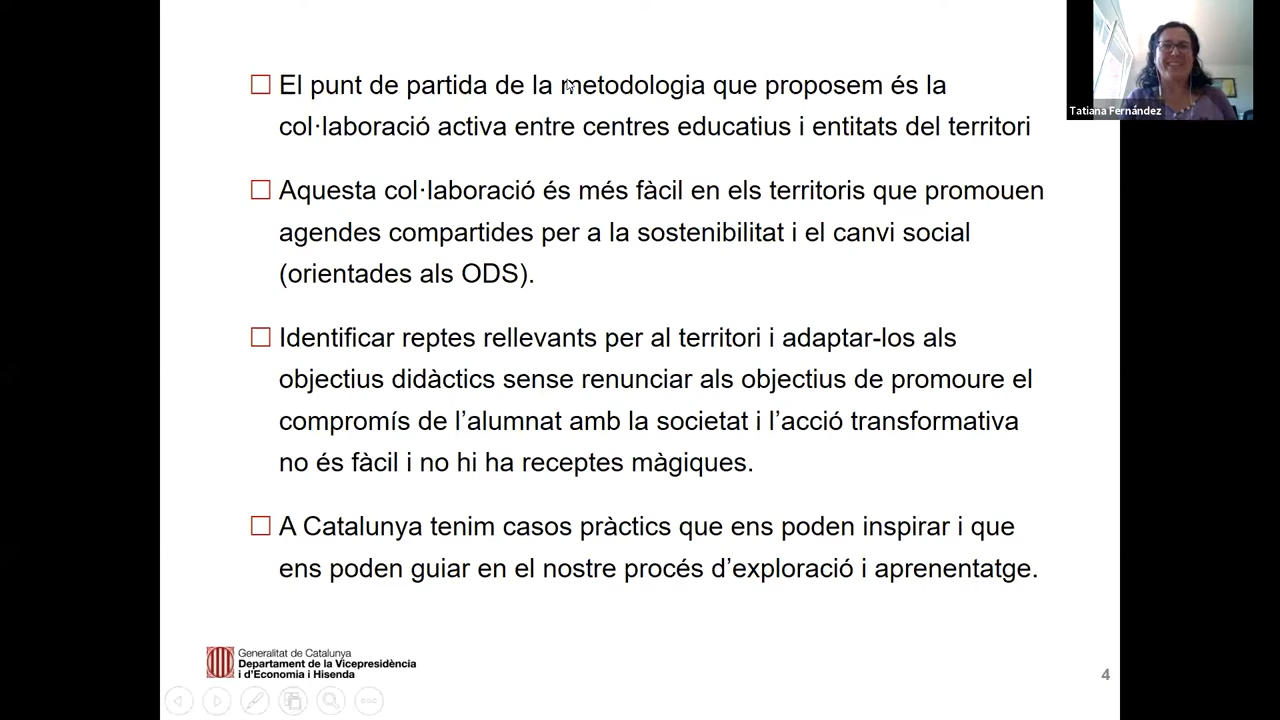 El punt de partida de la metodologia que proposem és la
col·laboració activa entre centres educatius i entitats del territori
Aquesta col·laboració és més fàcil en els territoris que promouen
agendes compartides per a la sostenibilitat i el canvi social
(orientades als ODS).
Identificar reptes rellevants per al territori i adaptar-los als
objectius didàctics sense renunciar als objectius de promoure el
compromís de l’alumnat amb la societat i l’acció transformativa
no és fàcil i no hi ha receptes màgiques.
A Catalunya tenim casos pràctics que ens poden inspirar i que
ens poden guiar en el nostre procés d’exploració i aprenentatge.
Generalitat de Catalunya
Departament de la Vicepresidència
i d'Economia i Hisenda
4
Tatiana Fernández